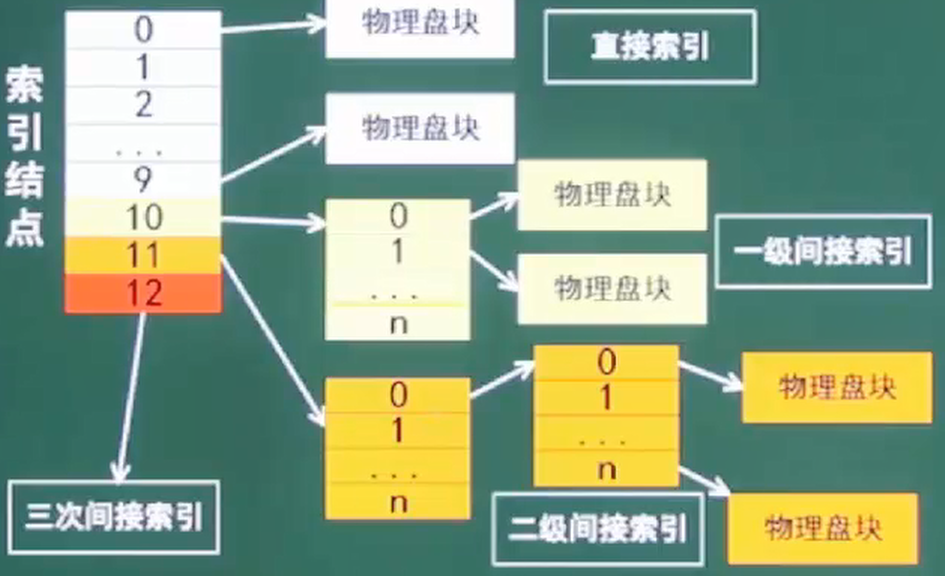 索引结点
0
1
2
...
9
10
11
12
物理盘块
直接索引
物理盘块
0
1
...
n
物理盘块
物理盘块
一级间接索引
0
1
...
n
0
1
...
n
物理盘块
物理盘块
二级间接索引
三次间接索引